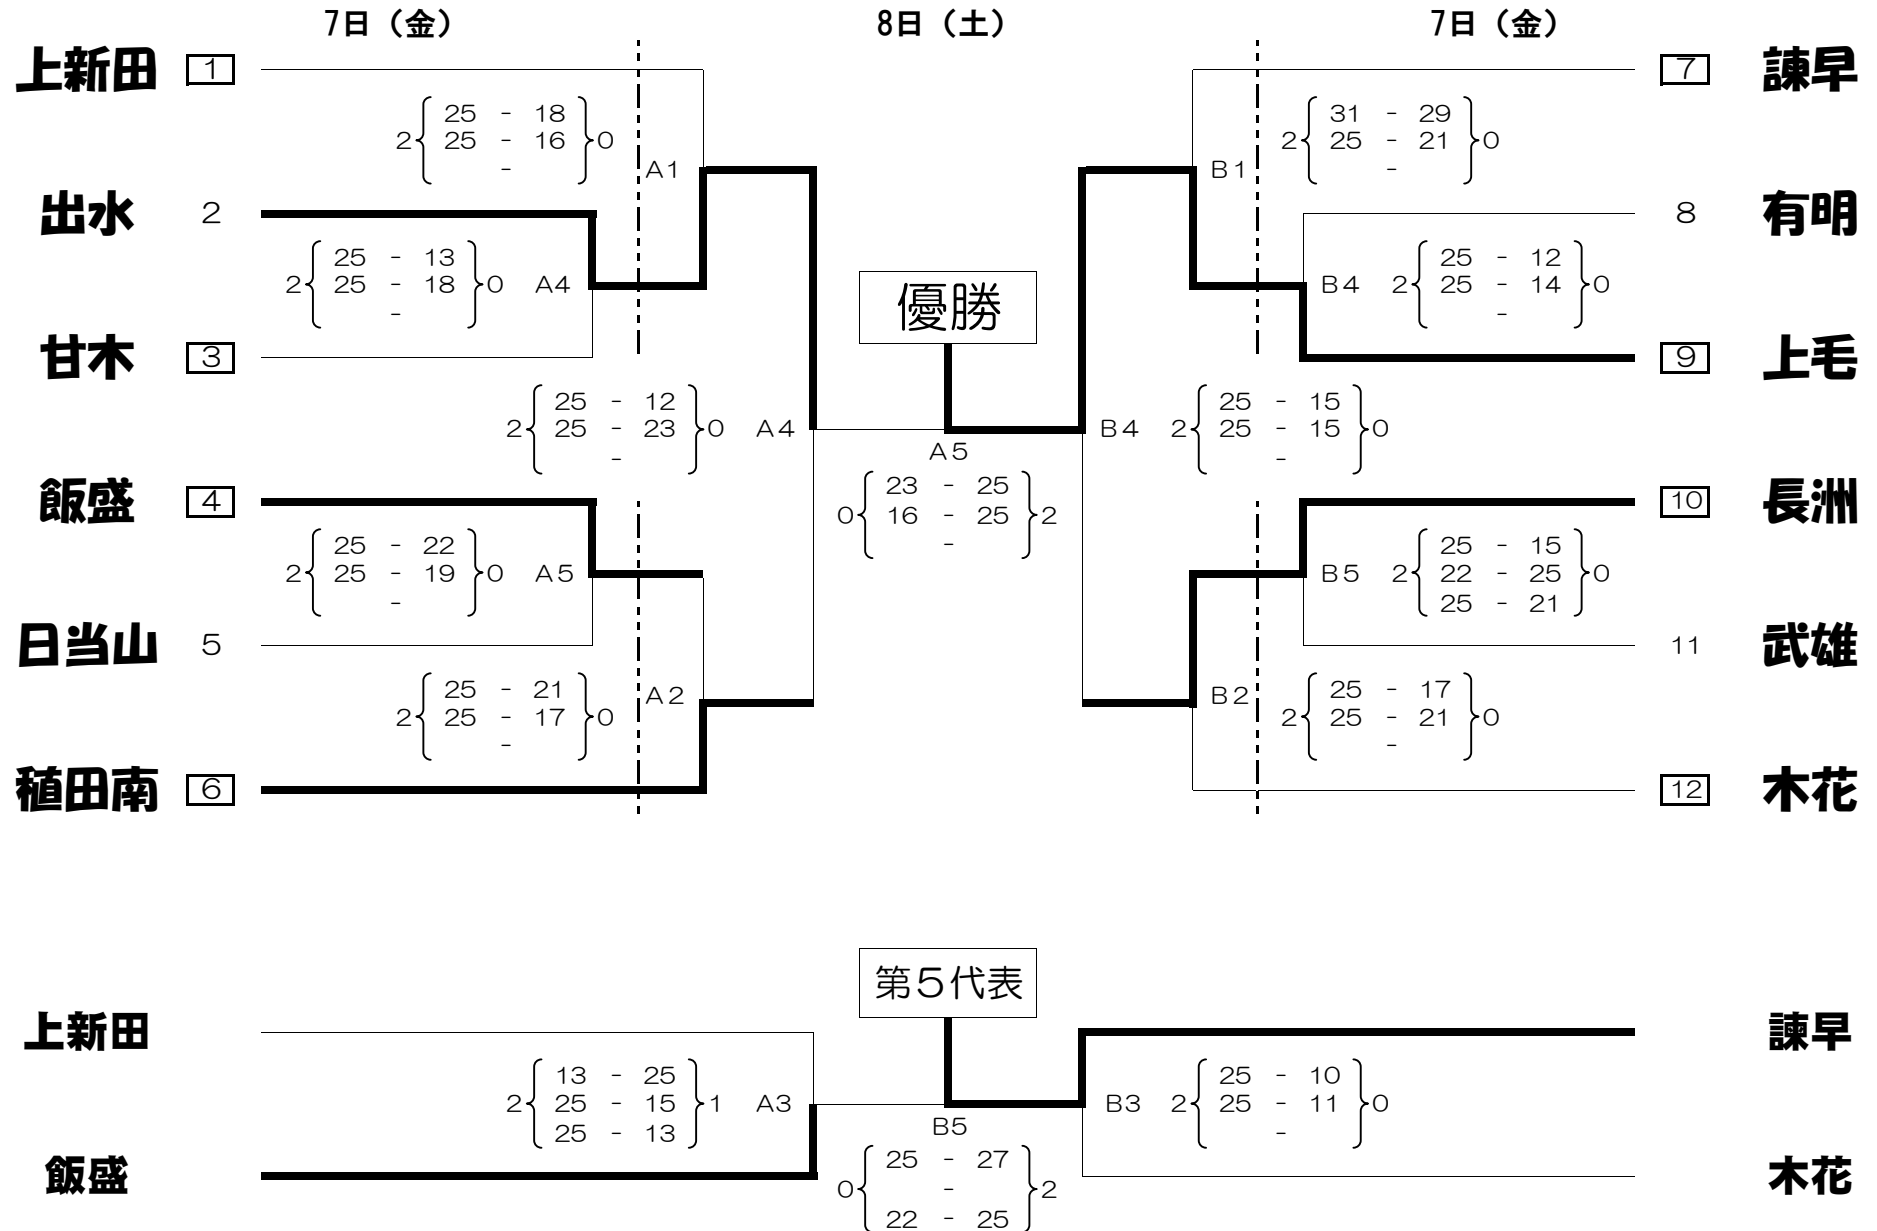 7日（金） 8日（土） 7日（金）
上新田 1 7 諫早
25 - 18 31 - 29
2 25 - 16 0 2 25 - 21 0
- A1 B1 -
出水 2 8 有明
25 - 13 25 - 12
2 25 - 18 0 A4 B4 2 25 - 14 0
- -
優勝
甘木 3 9 上毛
25 - 12 25 - 15
2 25 - 23 0 A4 B4 2 25 - 15 0
- A5 -
23 - 25
飯盛 4 10 長洲
0 16 - 25 2
-
25 - 22 25 - 15
2 25 - 19 0 A5 B5 2 22 - 25 0
- 25 - 21
日当山 5 11 武雄
25 - 21 A2 B2 25 - 17
2 25 - 17 0 2 25 - 21 0
- -
稙田南 6 12 木花
第５代表
上新田 諫早
13 - 25 25 - 10
2 25 - 15 1 A3 B3 2 25 - 11 0
25 - 13 B5 -
25 - 27
飯盛 木花
0 - 2
22 - 25